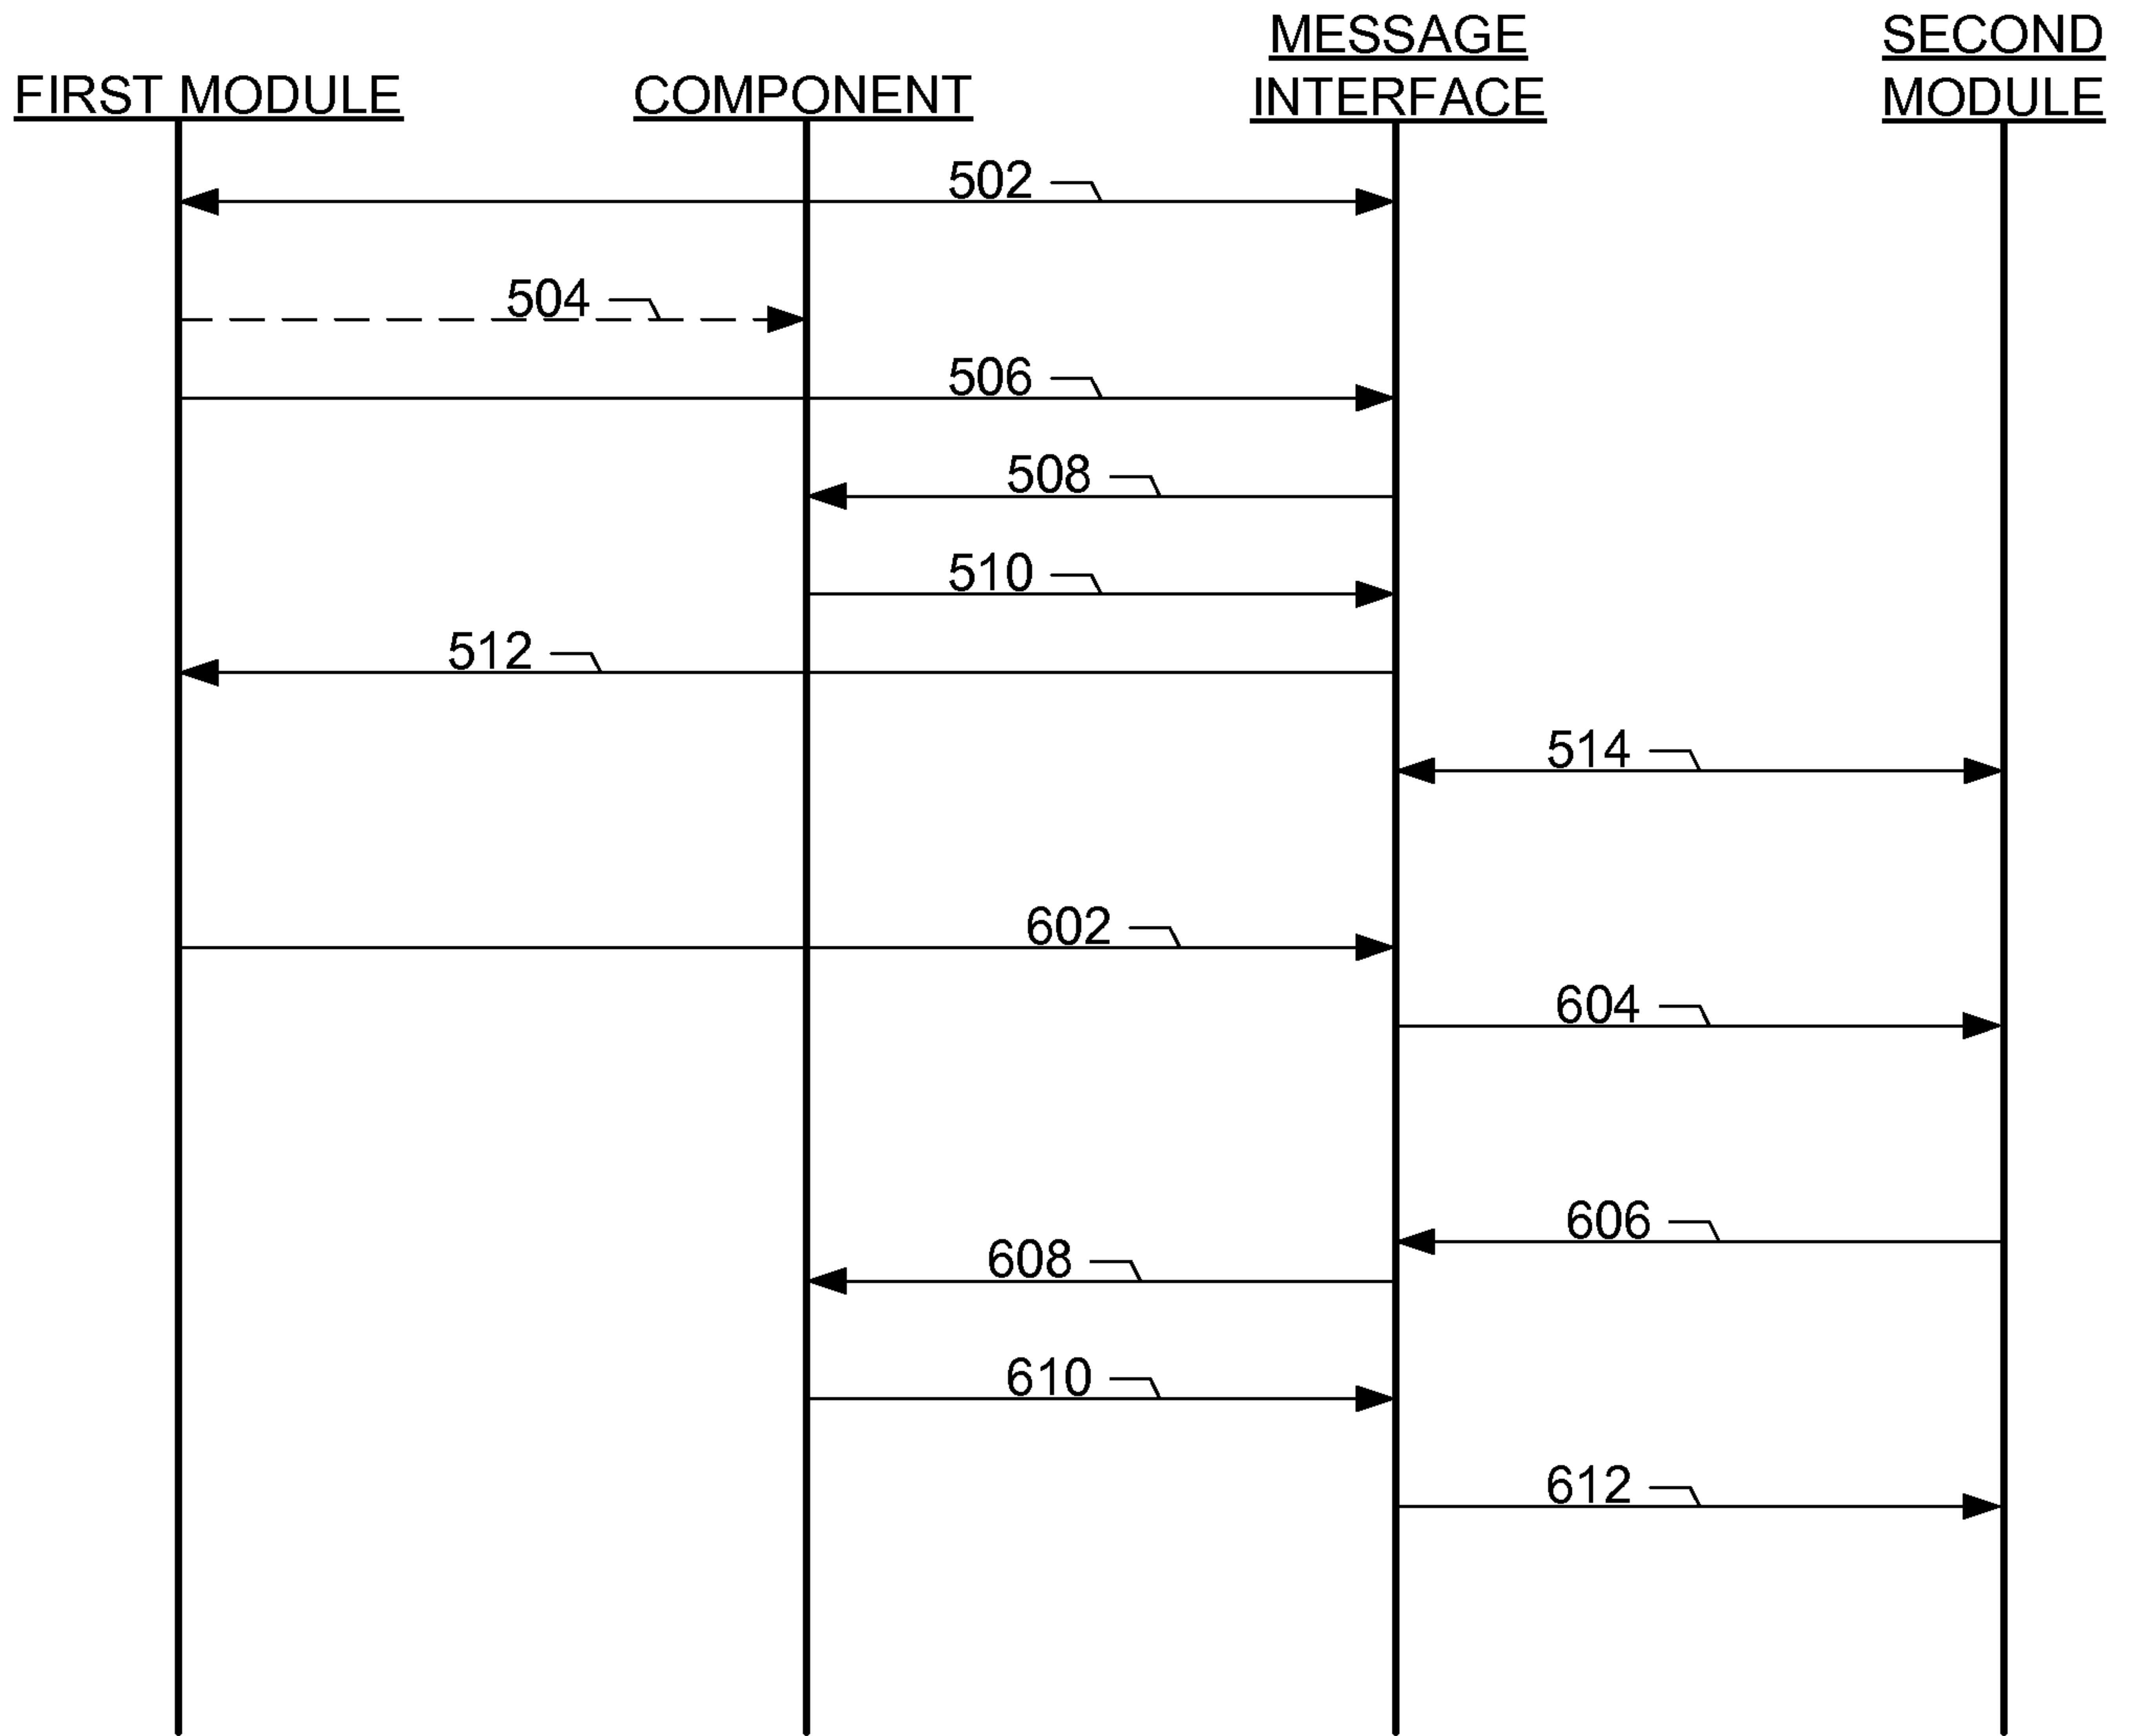 FIRST MODULE
COMPONENT
MESSAGE
INTERFACE
SECOND
MODULE
502
504
506
508
510
512
514
602
604
606
608
610
612